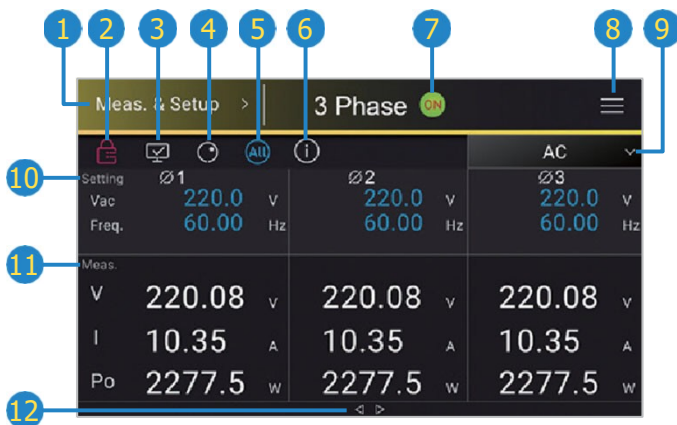 1 2 3 4 5 6 7 8 9
Meas. & Setup > 3 Phase ON
All i AC
10 Setting Ø1 Ø2 Ø3
Vac 220.0 V 220.0 V 220.0 V
Freq. 60.00 Hz 60.00 Hz 60.00 Hz
11 Meas.
V 220.08 V 220.08 V 220.08 V
I 10.35 A 10.35 A 10.35 A
Po 2277.5 W 2277.5 W 2277.5 W
12